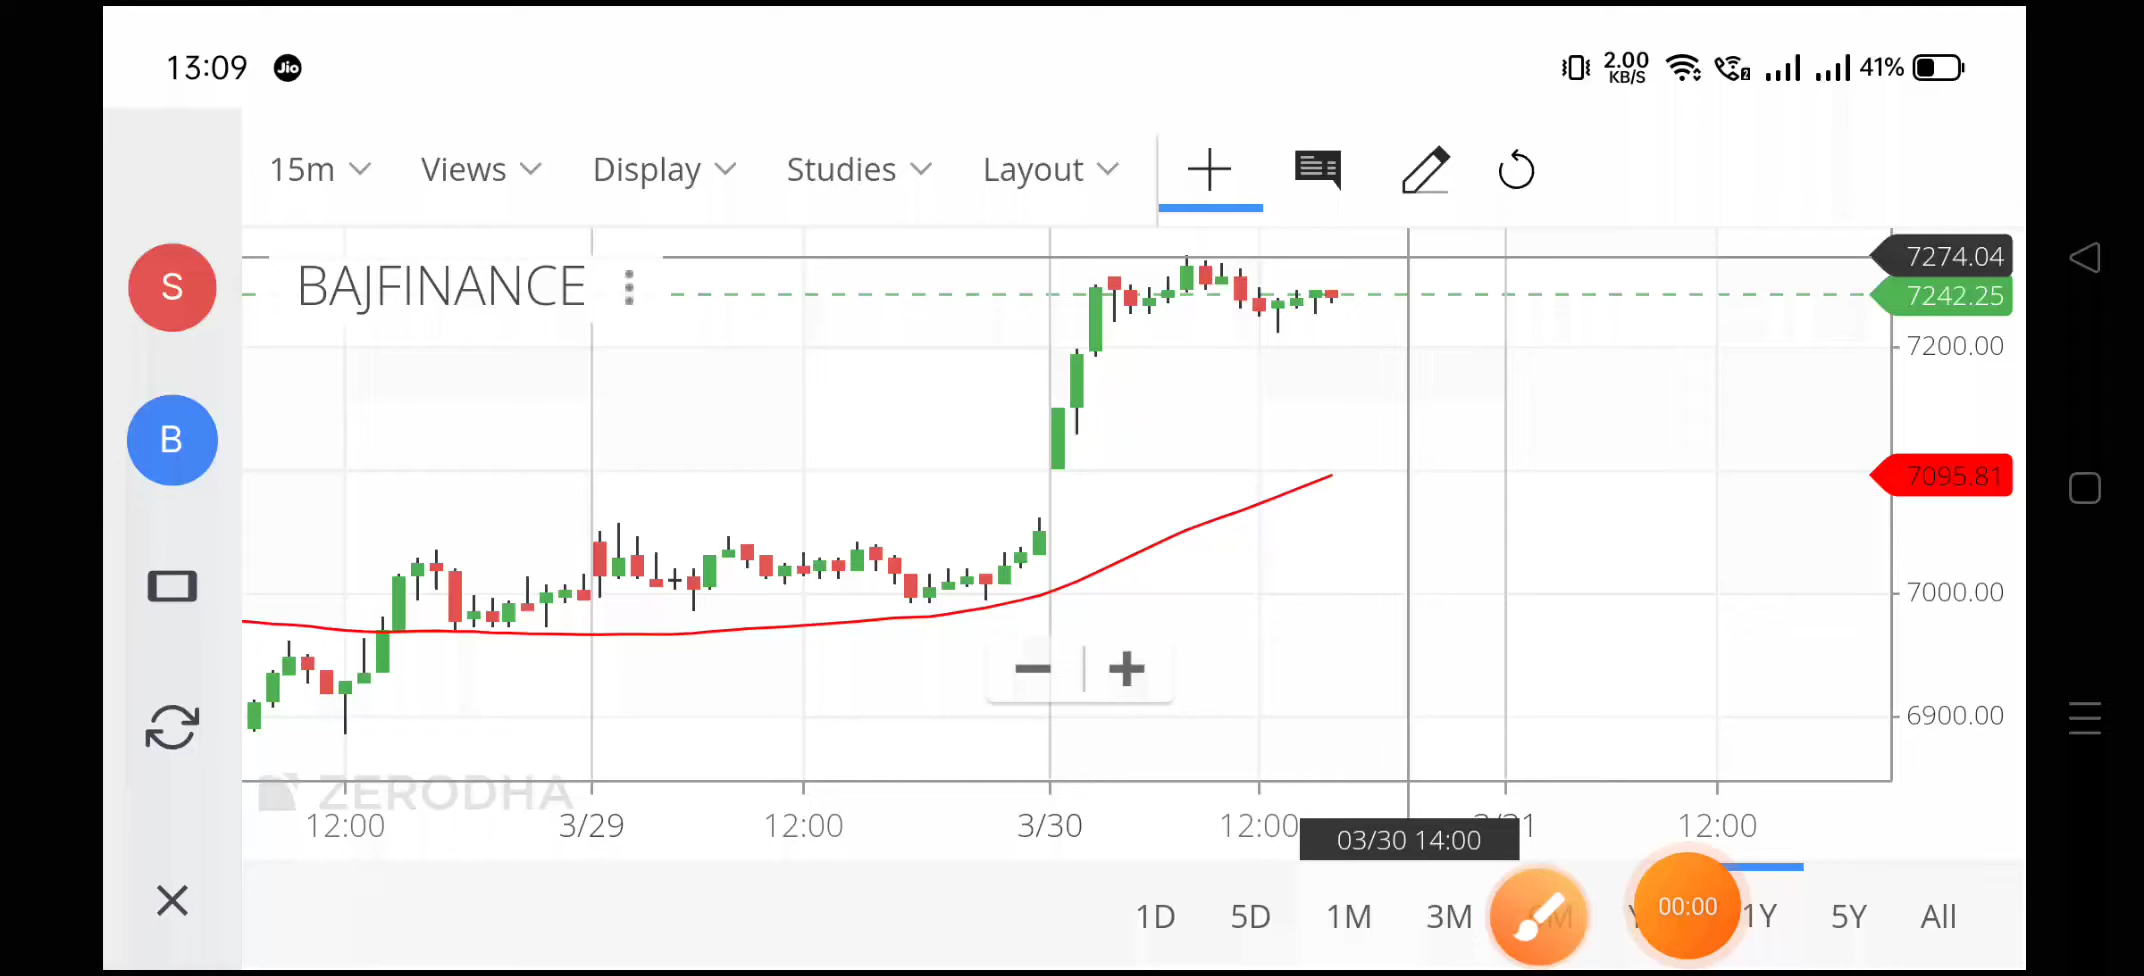 13:09 Jio 2.00 KB/S 2 41%
15m Views Display Studies Layout
S BAJFINANCE 7274.04
7242.25
7200.00
B
7095.81
7000.00
6900.00
ZERODHA
12:00 3/29 12:00 3/30 12:00 03/30 14:00 12:00
1D 5D 1M 3M 00:00 1Y 5Y All